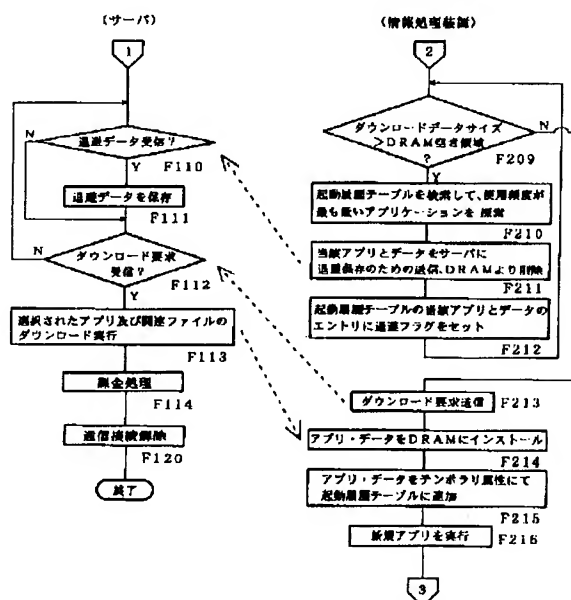 (サーバ)
1
N
退避データ受信?
F110
Y
退避データを保存
F111
N
ダウンロード要求
受信?
F112
Y
選択されたアプリ及び関連ファイルの
ダウンロード実行
F113
課金処理
F114
通信接続解除
F120
終了
(情報処理装置)
2
ダウンロードデータサイズ
>DRAM空き領域
?
N
F209
Y
起動履歴テーブルを検索して、使用頻度が
最も低いアプリケーションを
F210
当該アプリとデータをサーバに
退避保存のための送信、DRAMより削除
F211
起動履歴テーブルの当該アプリとデータの
エントリに退避フラグをセット
F212
ダウンロード要求送信
F213
アプリ・データをDRAMにインストール
F214
アプリ・データをテンポラリ属性にて
起動履歴テーブルに追加
F215
新規アプリを実行
F216
3